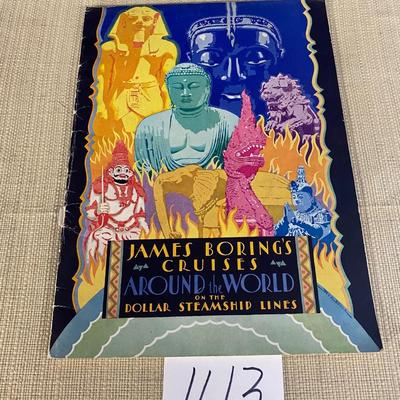 JAMES BORING'S
CRUISES
AROUND the WORLD
ON THE
DOLLAR STEAMSHIP LINES
1113